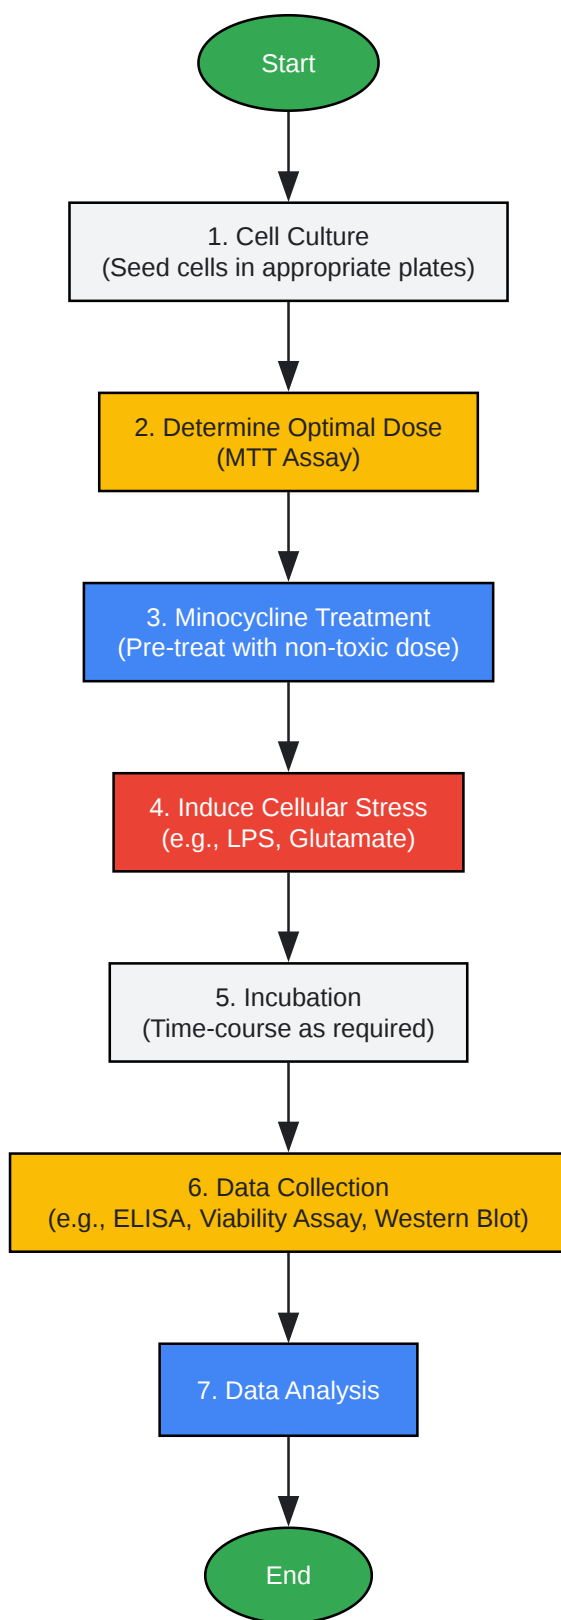 Start
1. Cell Culture
(Seed cells in appropriate plates)
2. Determine Optimal Dose
(MTT Assay)
3. Minocycline Treatment
(Pre-treat with non-toxic dose)
4. Induce Cellular Stress
(e.g., LPS, Glutamate)
5. Incubation
(Time-course as required)
6. Data Collection
(e.g., ELISA, Viability Assay, Western Blot)
7. Data Analysis
End